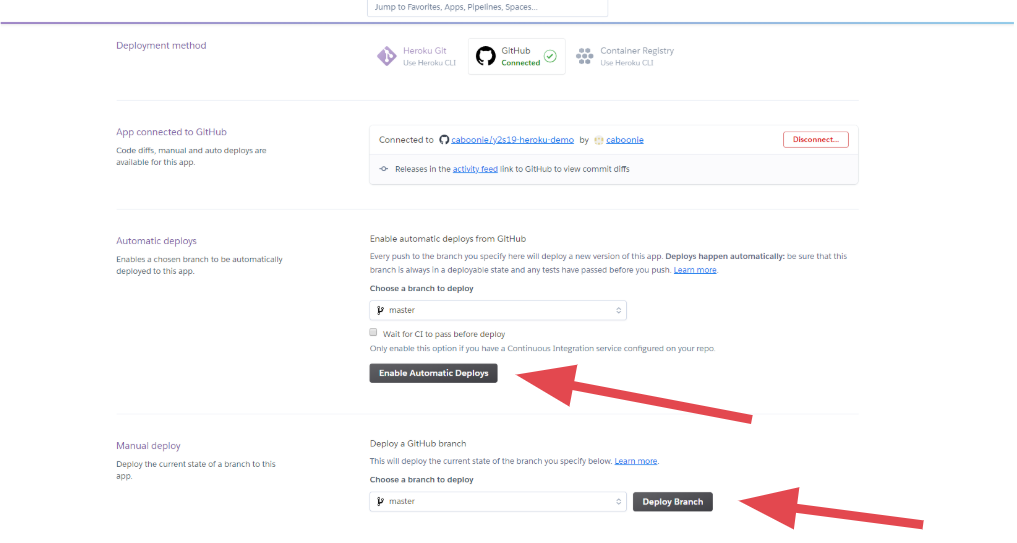 Jump to Favorites, Apps, Pipelines, Spaces...
Deployment method
Heroku Git
Use Heroku CLI
GitHub
Connected
Container Registry
Use Heroku CLI
App connected to GitHub
Code diffs, manual and auto deploys are
available for this app.
Connected to caboonie/y2s19-heroku-demo by caboonie
Disconnect...
Releases in the activity feed link to GitHub to view commit diffs
Automatic deploys
Enables a chosen branch to be automatically
deployed to this app.
Enable automatic deploys from GitHub
Every push to the branch you specify here will deploy a new version of this app. Deploys happen automatically: be sure that this
branch is always in a deployable state and any tests have passed before you push. Learn more.
Choose a branch to deploy
master
Wait for CI to pass before deploy
Only enable this option if you have a Continuous Integration service configured on your repo.
Enable Automatic Deploys
Manual deploy
Deploy the current state of a branch to this
app.
Deploy a GitHub branch
This will deploy the current state of the branch you specify below. Learn more.
Choose a branch to deploy
master
Deploy Branch